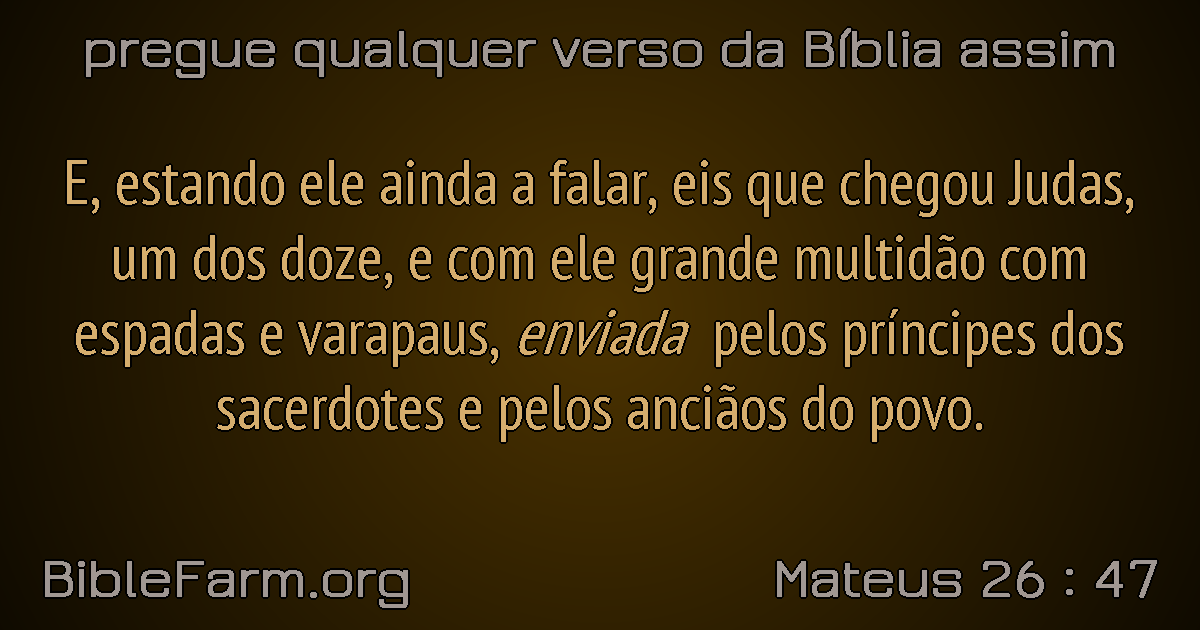 pregue qualquer verso da Bíblia assim
E, estando ele ainda a falar, eis que chegou Judas,
um dos doze, e com ele grande multidão com
espadas e varapaus, enviada pelos príncipes dos
sacerdotes e pelos anciãos do povo.
BibleFarm.org
Mateus 26 : 47